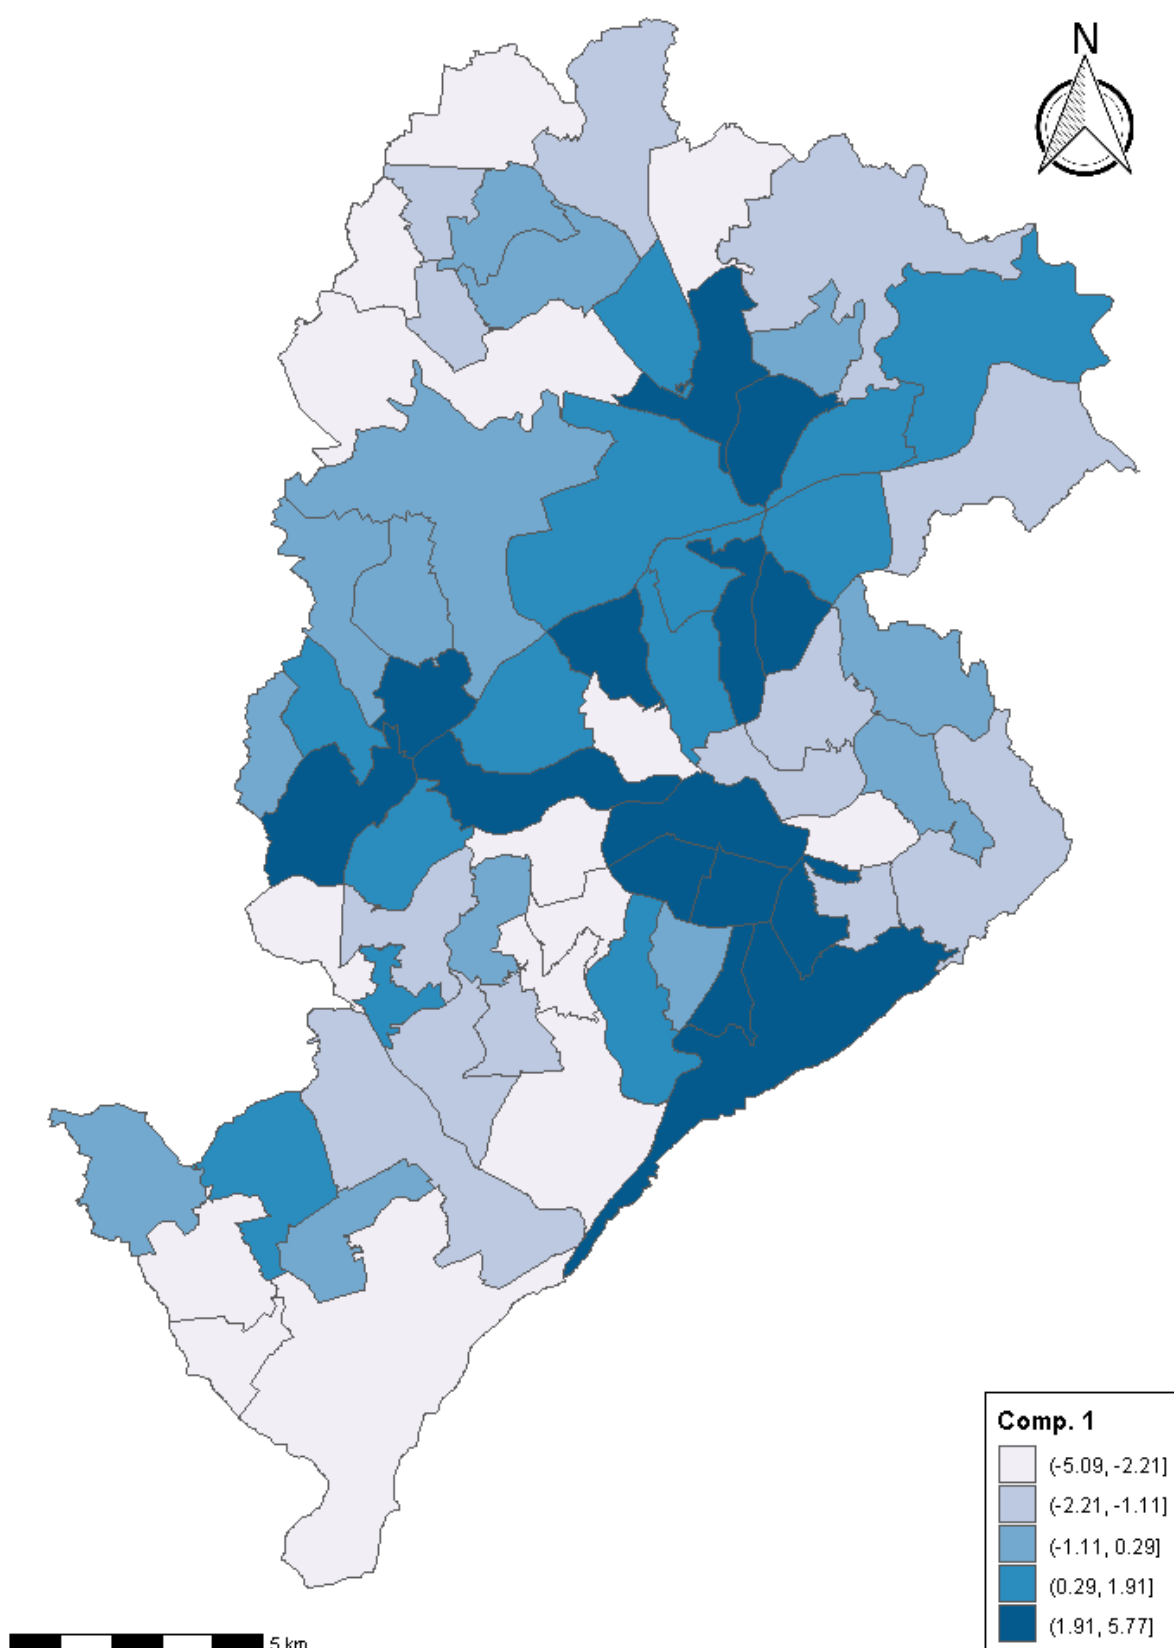 N
Comp. 1
(-5.09, -2.21]
(-2.21, -1.11]
(-1.11, 0.29]
(0.29, 1.91]
(1.91, 5.77]
5 km